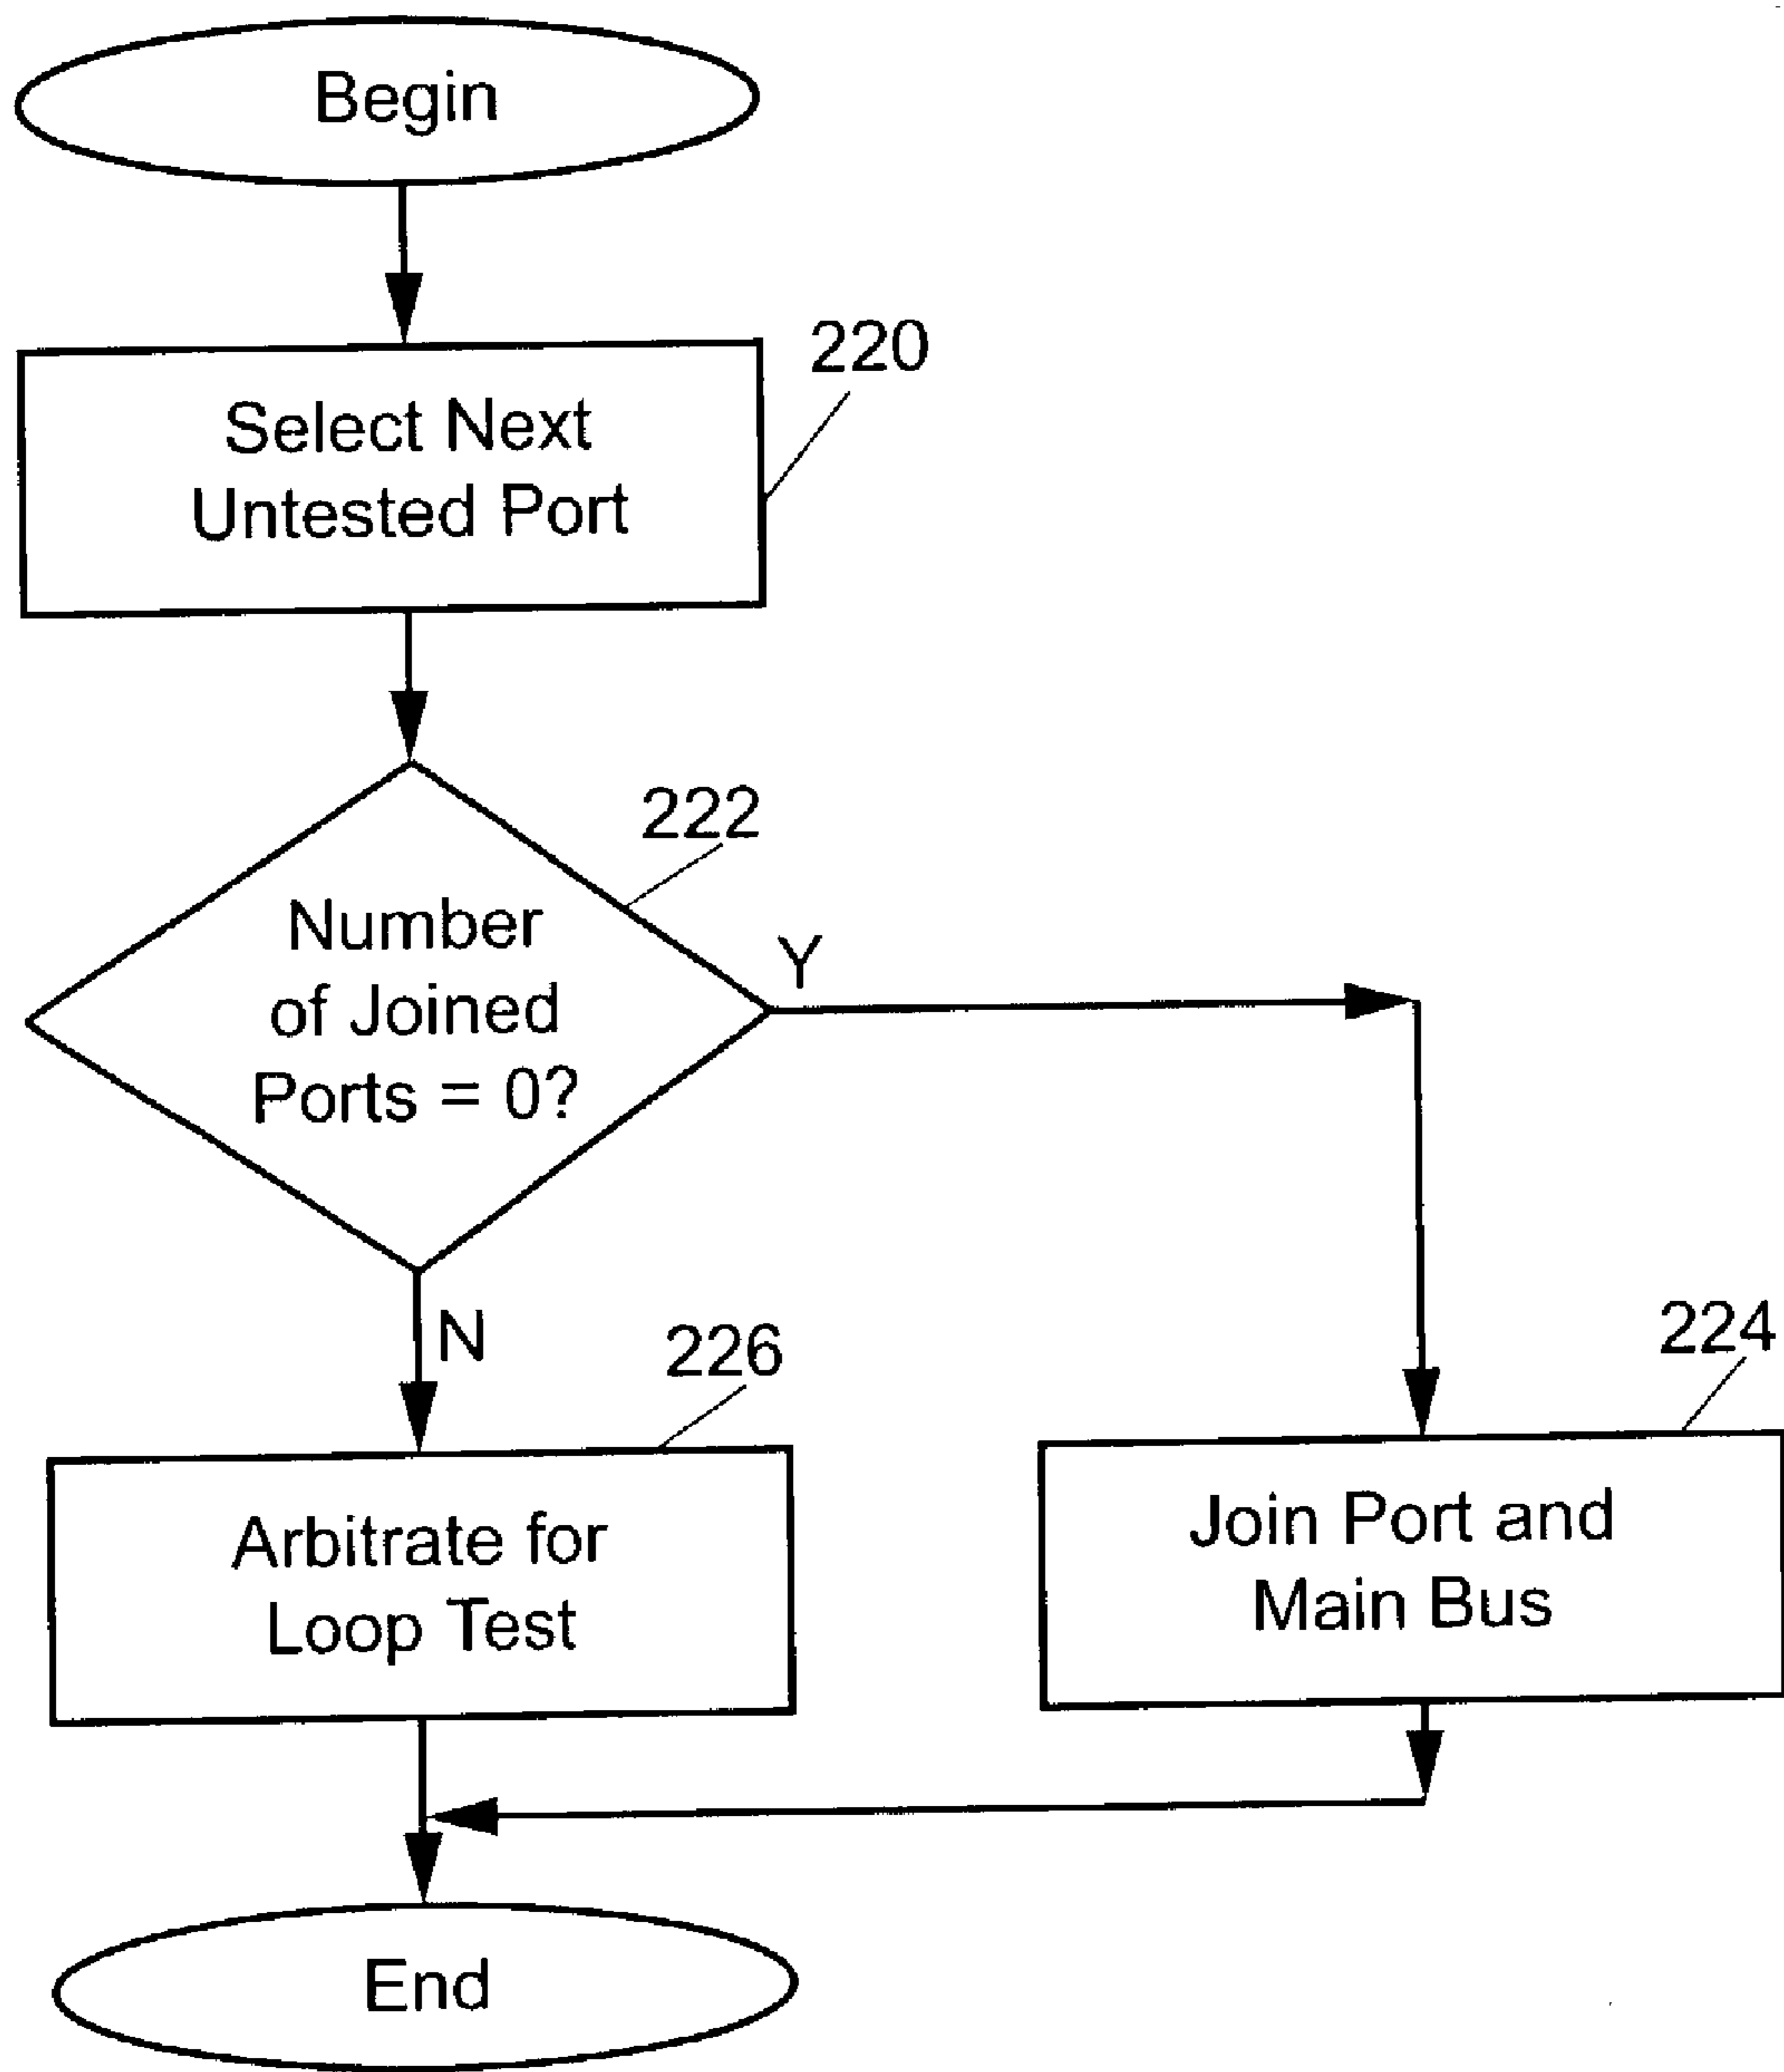 Begin
220
Select Next
Untested Port
222
Number
of Joined
Ports = 0?
Y
N
226
224
Arbitrate for
Loop Test
Join Port and
Main Bus
End